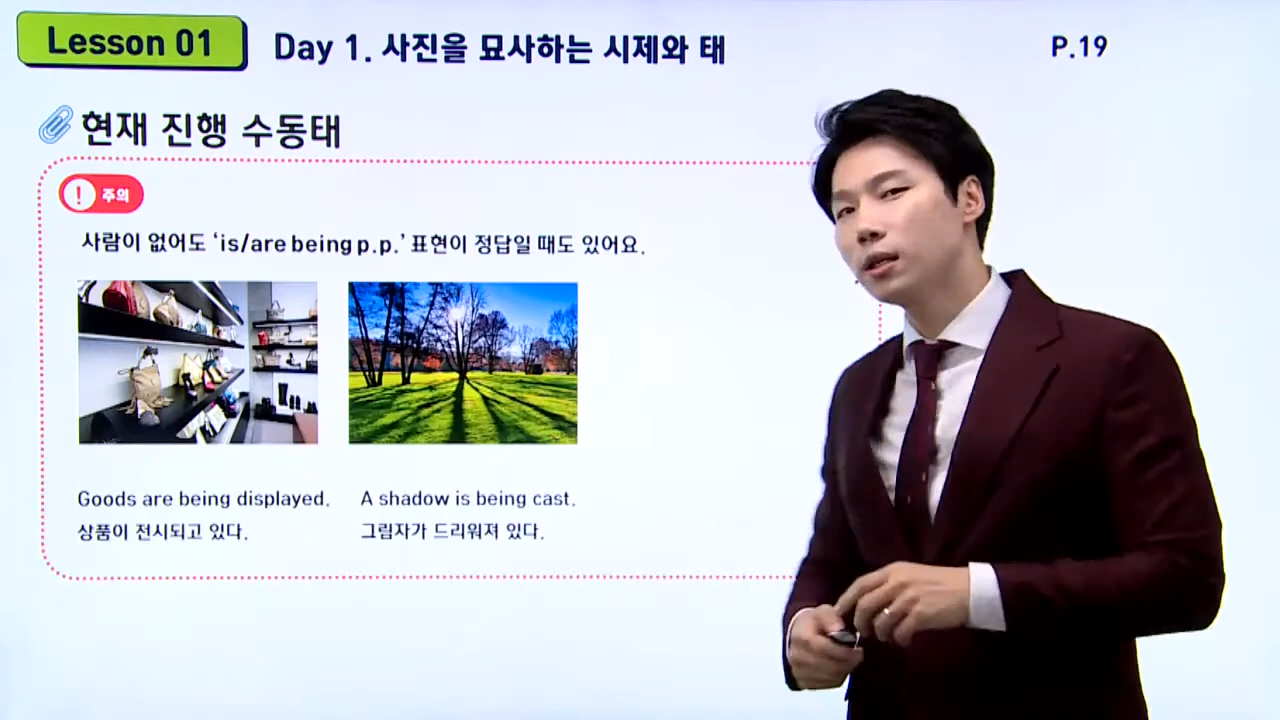 Lesson 01
Day 1. 사진을 묘사하는 시제와 태
P.19
현재 진행 수동태
! 주의
사람이 없어도 ‘is/are being p.p.’ 표현이 정답일 때도 있어요.
Goods are being displayed.
상품이 전시되고 있다.
A shadow is being cast.
그림자가 드리워져 있다.